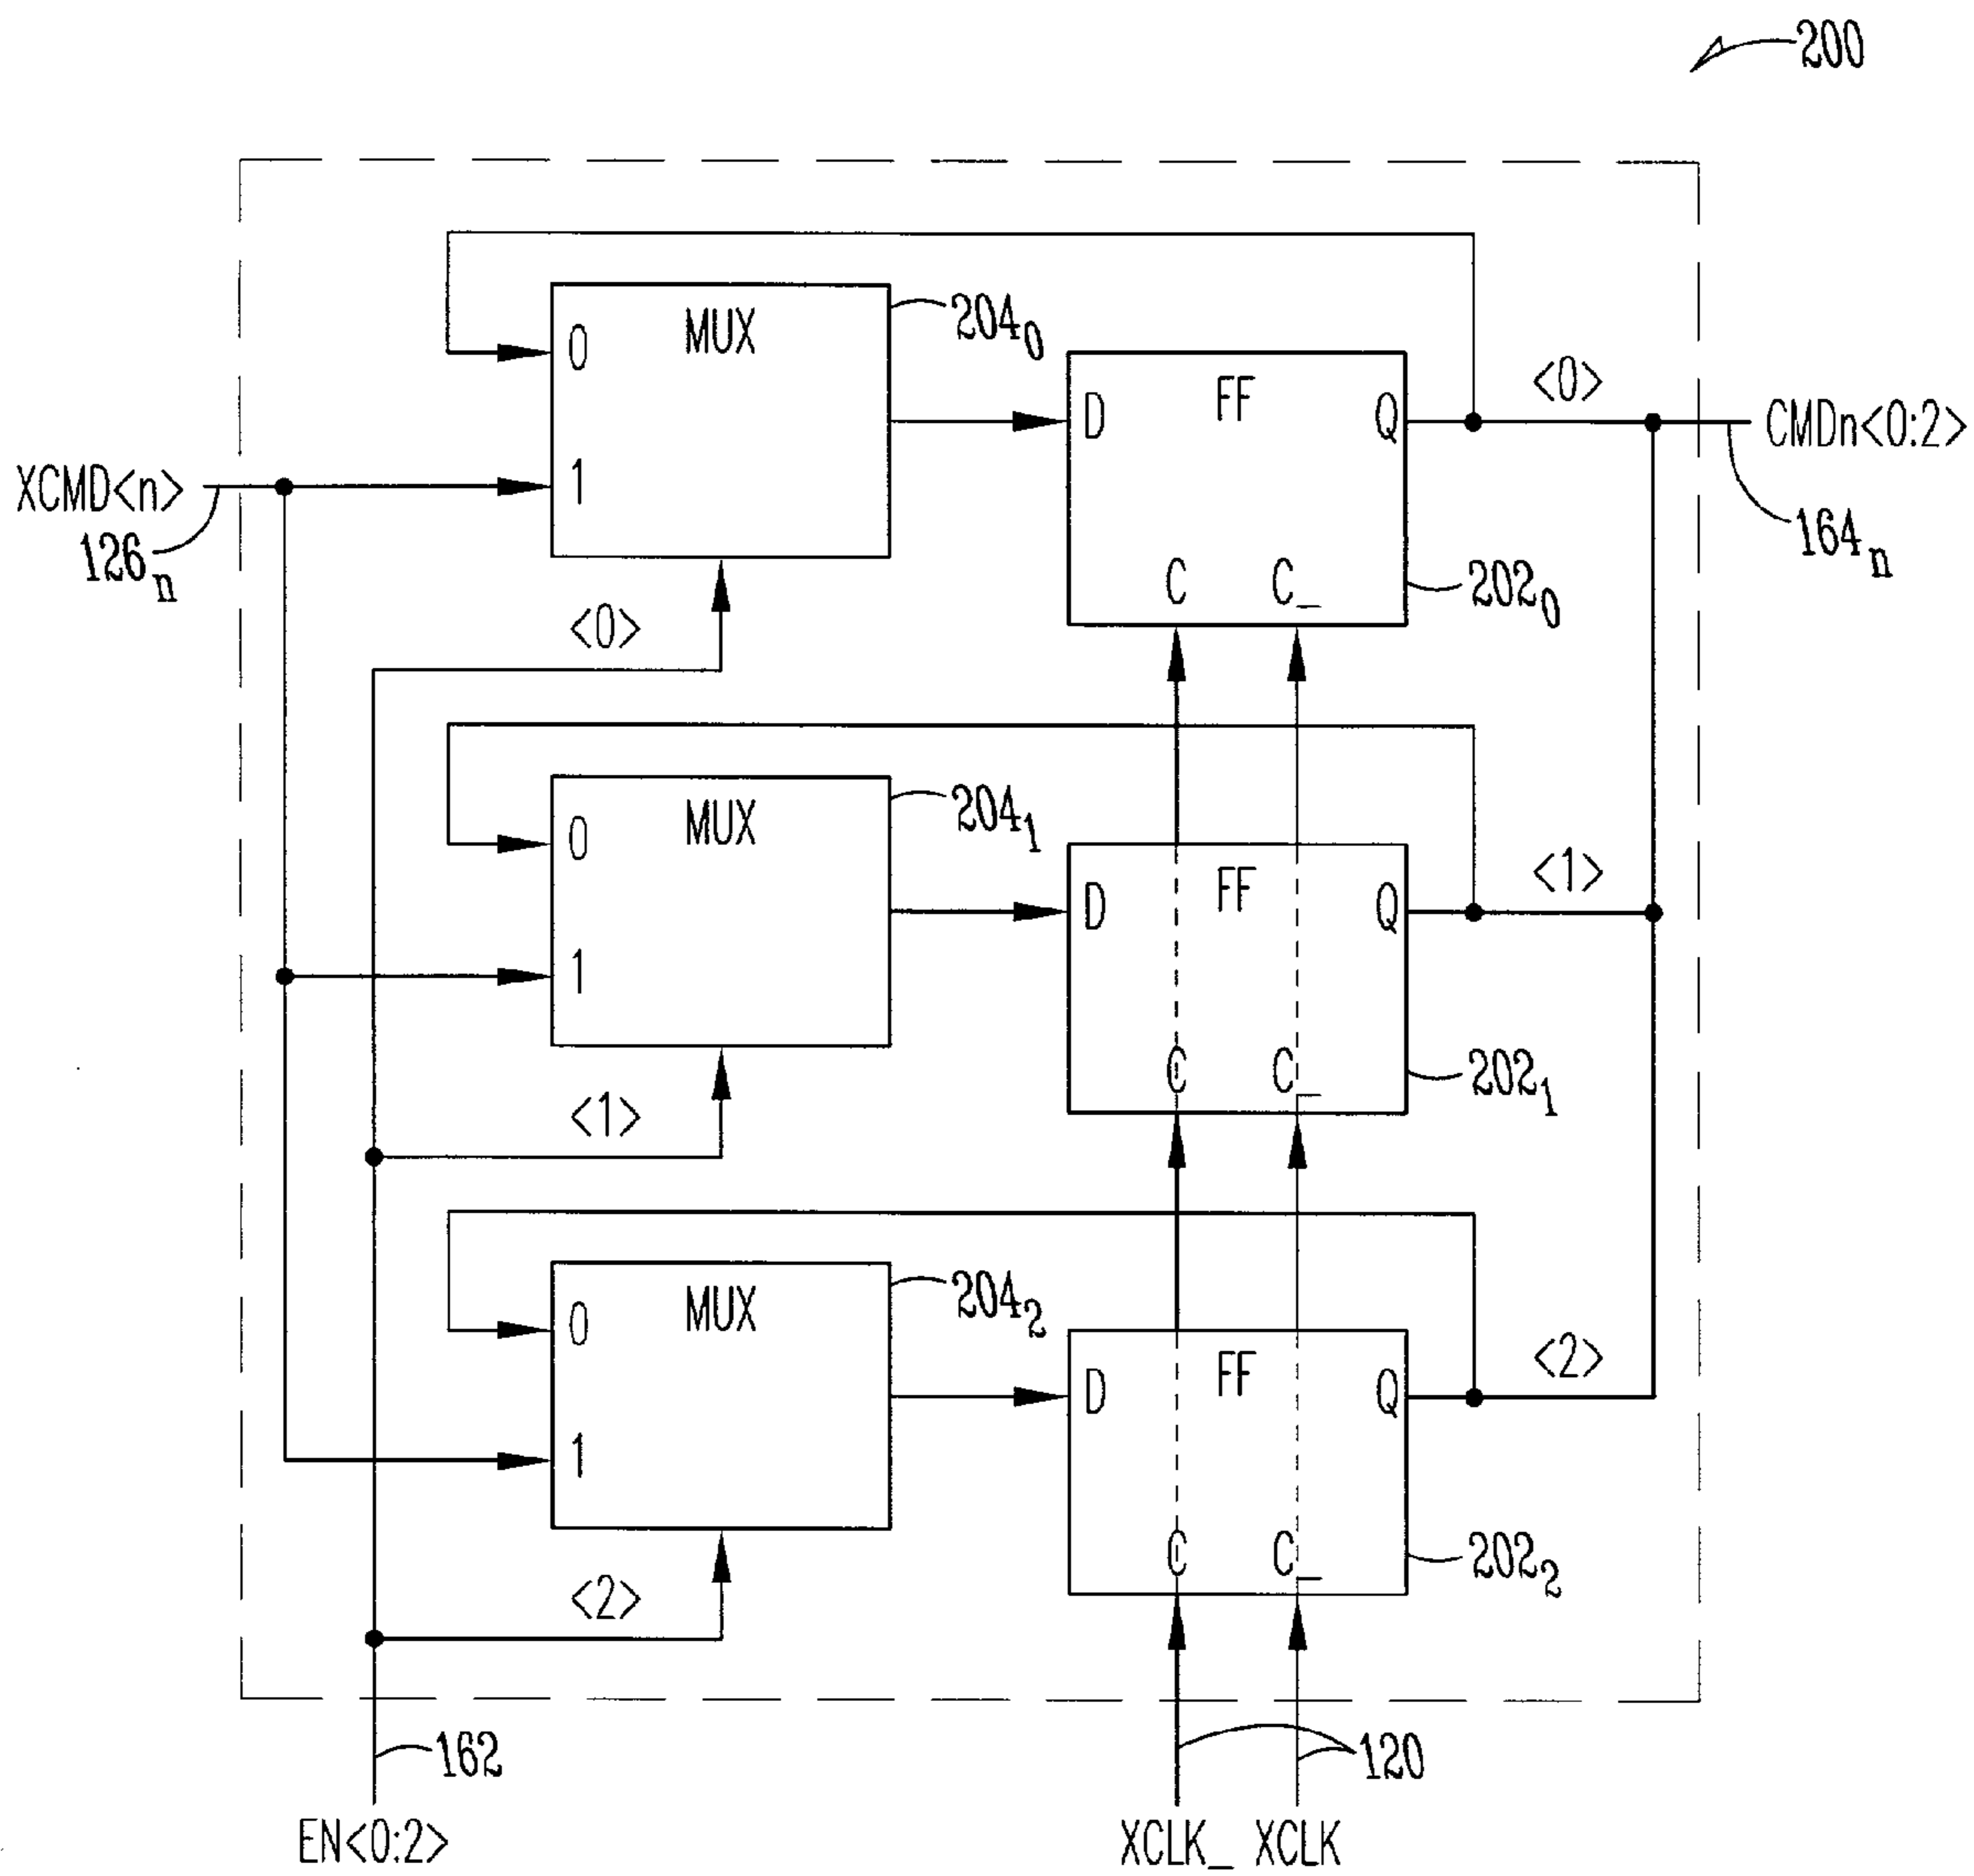 200
MUX
204₀
0
1
FF
D
Q
C
C_
202₀
<0>
CMDn<0:2>
164ₙ
XCMD<n>
126ₙ
<0>
MUX
204₁
0
1
FF
D
Q
C
C_
202₁
<1>
<1>
MUX
204₂
0
1
FF
D
Q
C
C_
202₂
<2>
<2>
162
120
EN<0:2>
XCLK_ XCLK